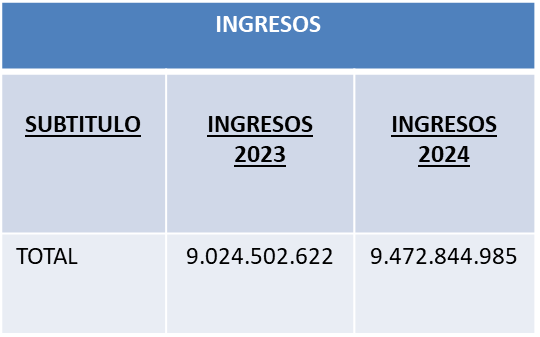 INGRESOS
SUBTITULO
INGRESOS
2023
INGRESOS
2024
TOTAL
9.024.502.622
9.472.844.985